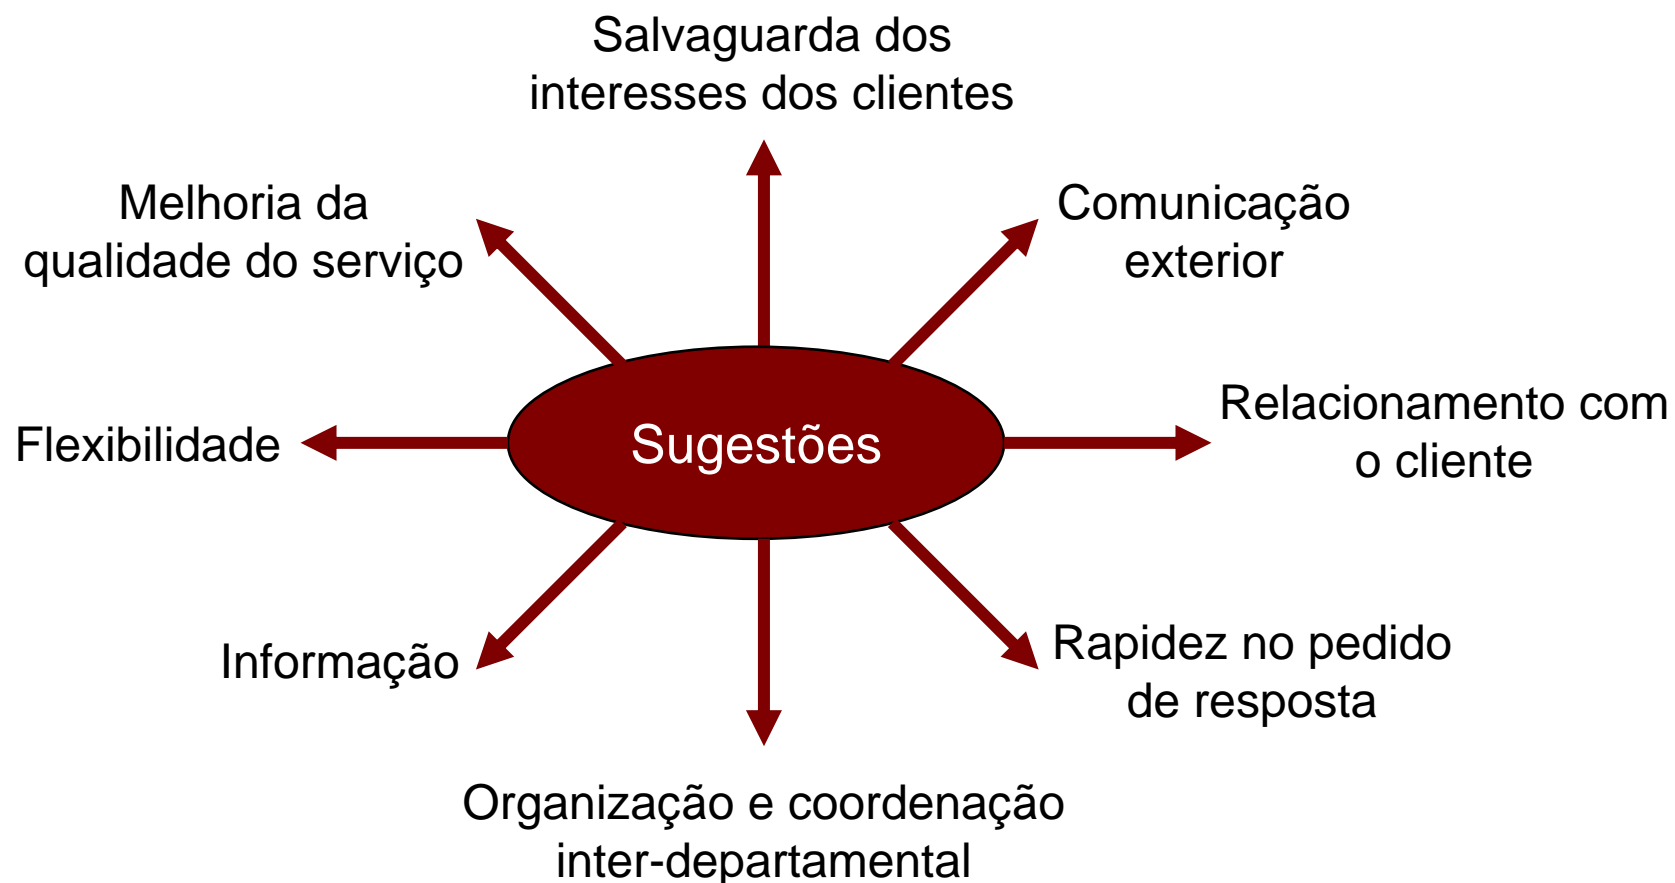 Salvaguarda dos
interesses dos clientes
Melhoria da
qualidade do serviço
Comunicação
exterior
Flexibilidade
Sugestões
Relacionamento com
o cliente
Informação
Rapidez no pedido
de resposta
Organização e coordenação
inter-departamental